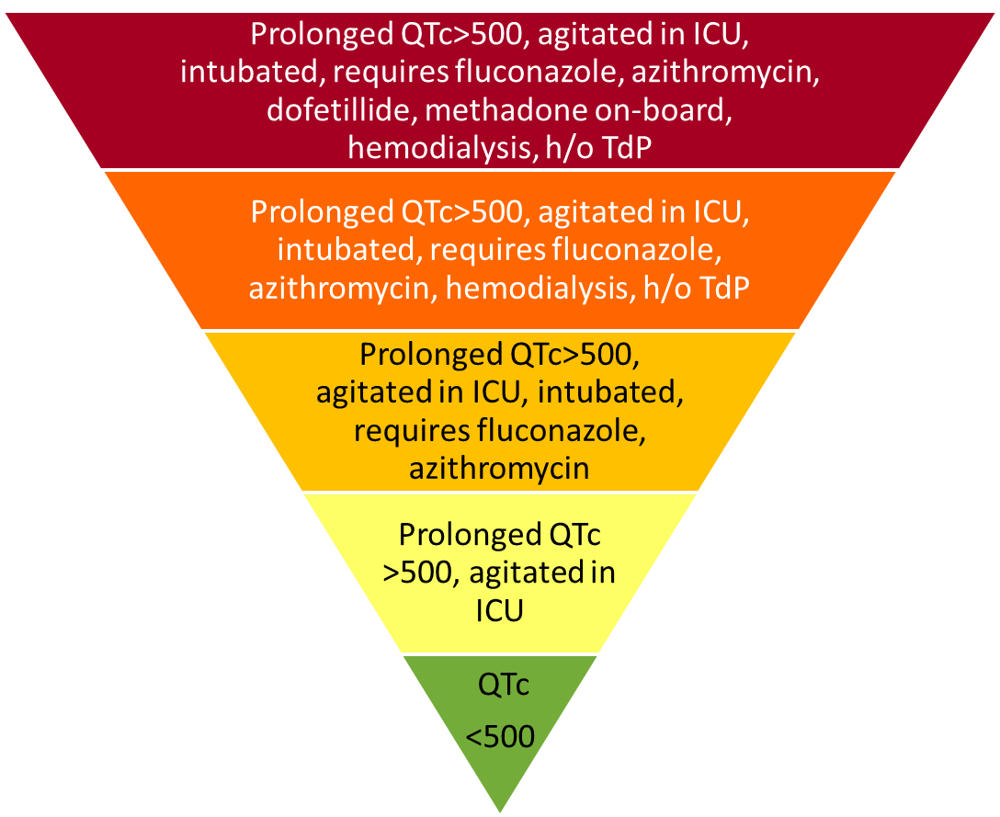 Prolonged QTc>500, agitated in ICU,
intubated, requires fluconazole, azithromycin,
dofetillide, methadone on-board,
hemodialysis, h/o TdP
Prolonged QTc>500, agitated in ICU,
intubated, requires fluconazole,
azithromycin, hemodialysis, h/o TdP
Prolonged QTc>500,
agitated in ICU, intubated,
requires fluconazole,
azithromycin
Prolonged QTc
>500, agitated in
ICU
QTc
<500